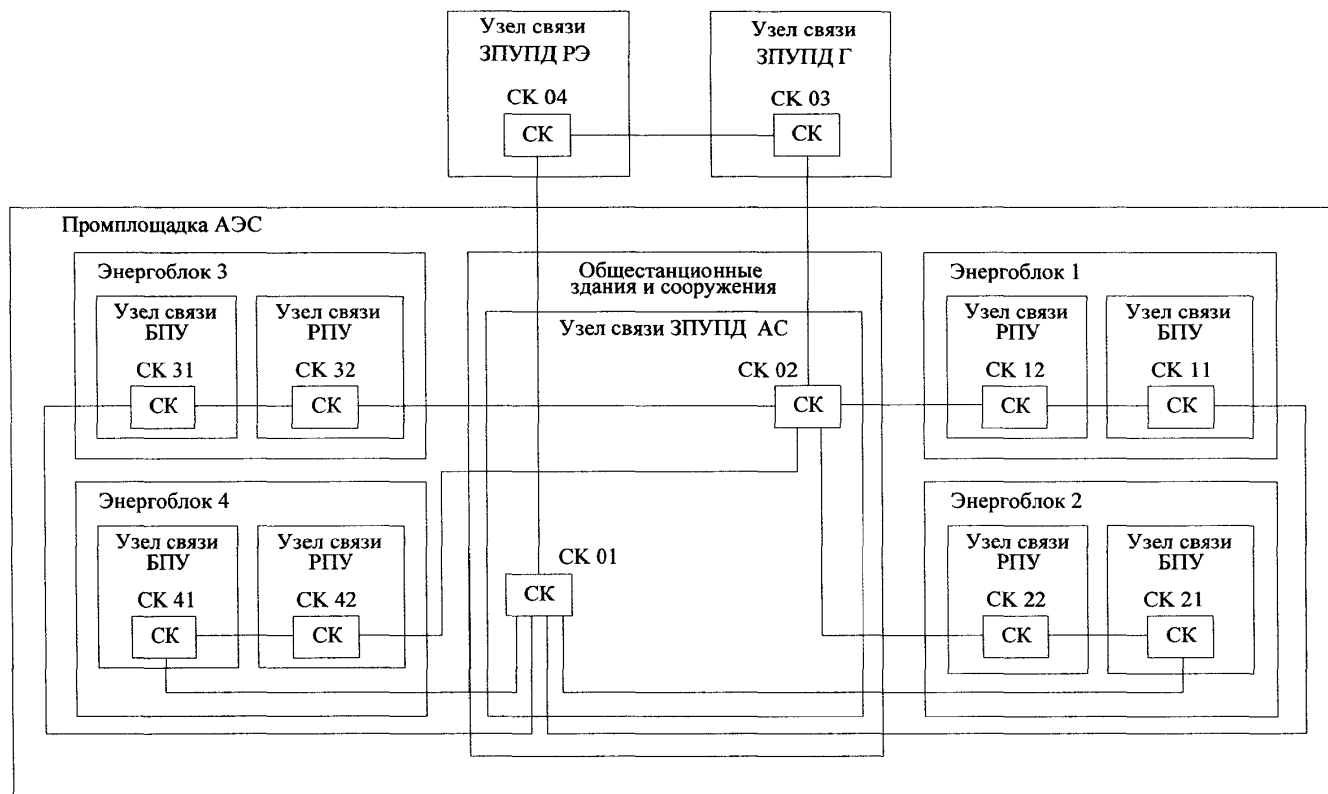 Узел связи
ЗПУПД РЭ
СК 04
СК
Узел связи
ЗПУПД Г
СК 03
СК
Промплощадка АЭС
Энергоблок 3
Узел связи
БПУ
СК 31
СК
Узел связи
РПУ
СК 32
СК
Общестанционные
здания и сооружения
Узел связи ЗПУПД АС
СК 02
СК
СК 01
СК
Энергоблок 1
Узел связи
РПУ
СК 12
СК
Узел связи
БПУ
СК 11
СК
Энергоблок 4
Узел связи
БПУ
СК 41
СК
Узел связи
РПУ
СК 42
СК
Энергоблок 2
Узел связи
РПУ
СК 22
СК
Узел связи
БПУ
СК 21
СК